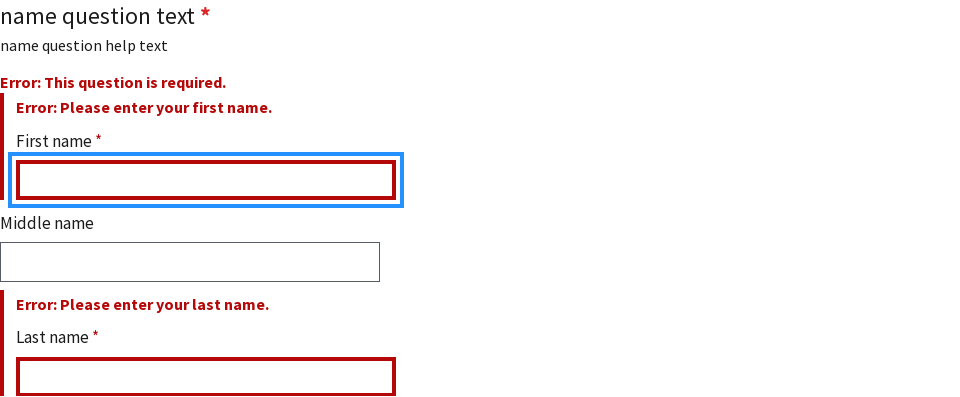 name question text *
name question help text
Error: This question is required.
Error: Please enter your first name.
First name *
Middle name
Error: Please enter your last name.
Last name *